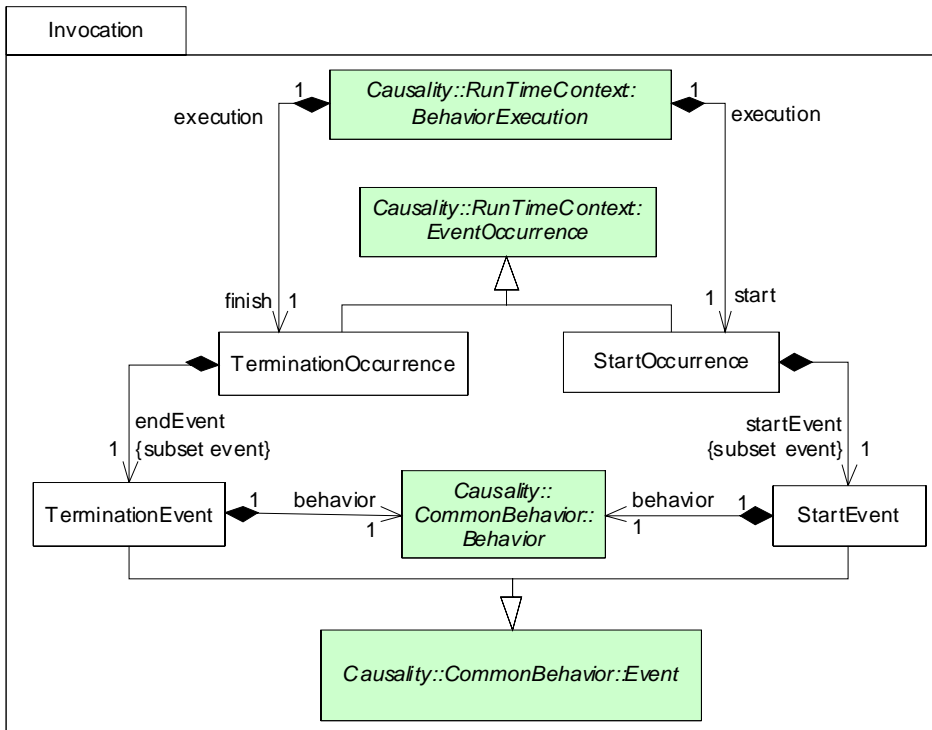 Invocation
1
Causality::RunTimeContext::
BehaviorExecution
1
execution
execution
Causality::RunTimeContext:
EventOccurrence
finish
1
1
start
TerminationOccurrence
StartOccurrence
endEvent
1
{subset event}
startEvent
{subset event}
1
TerminationEvent
1
behavior
1
Causality::
CommonBehavior::
Behavior
behavior
1
1
StartEvent
Causality::CommonBehavior::Event